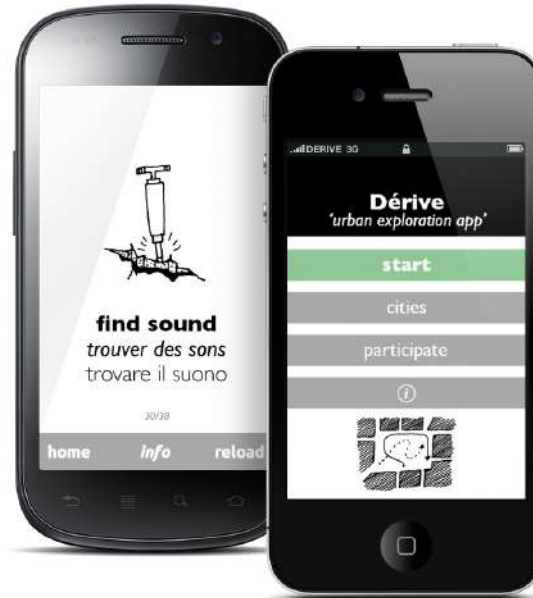 find sound
trouver des sons
trovare il suono
30/38
home
info
reload
DERIVE 3G
Dérive
'urban exploration app'
start
cities
participate
i